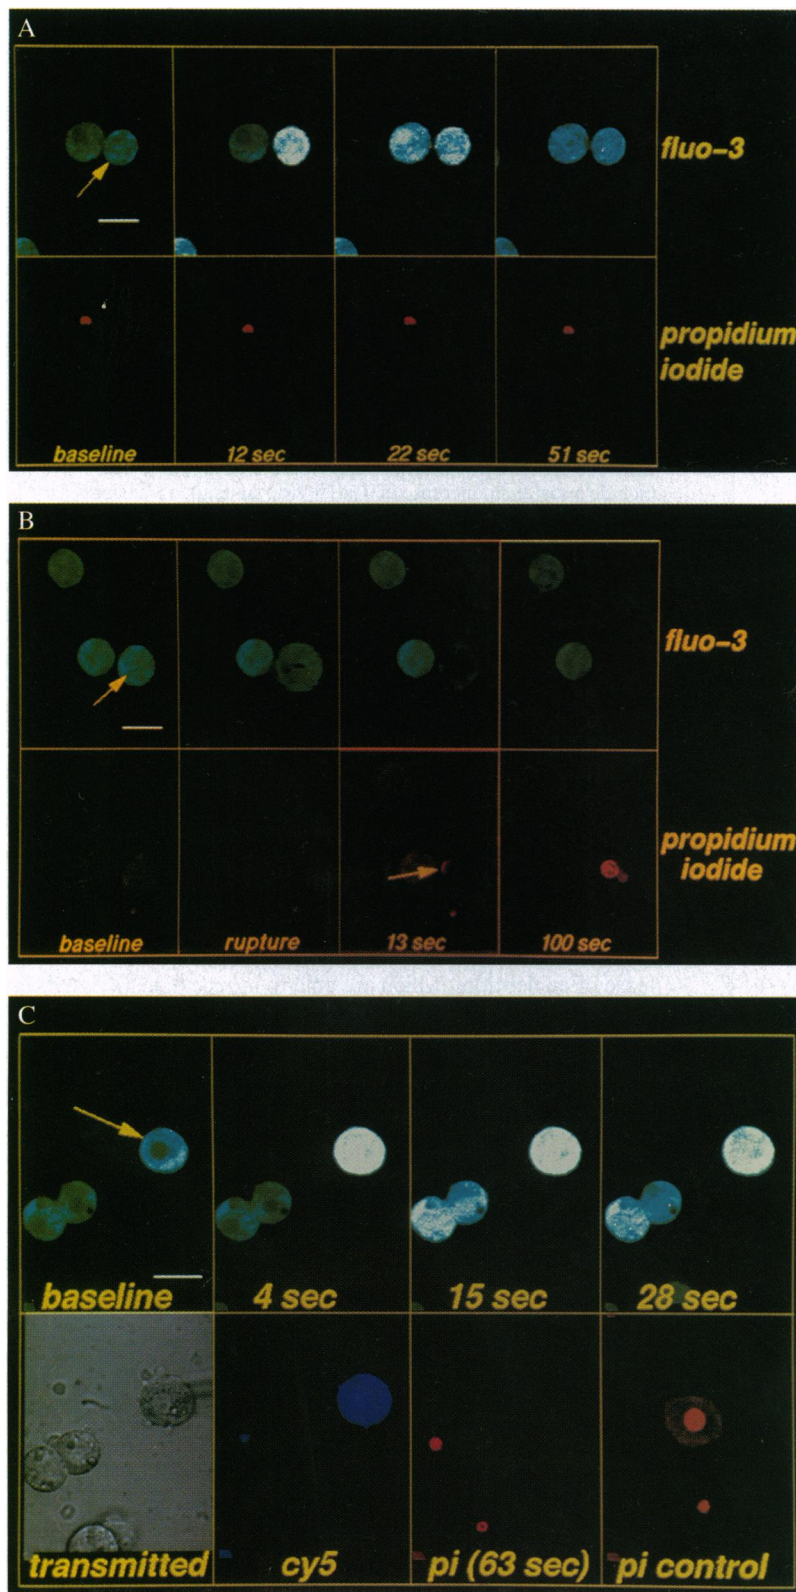 A
fluo-3
propidium
iodide
baseline 12 sec 22 sec 51 sec
B
fluo-3
propidium
iodide
baseline rupture 13 sec 100 sec
C
baseline 4 sec 15 sec 28 sec
transmitted cy5 pi (63 sec) pi control